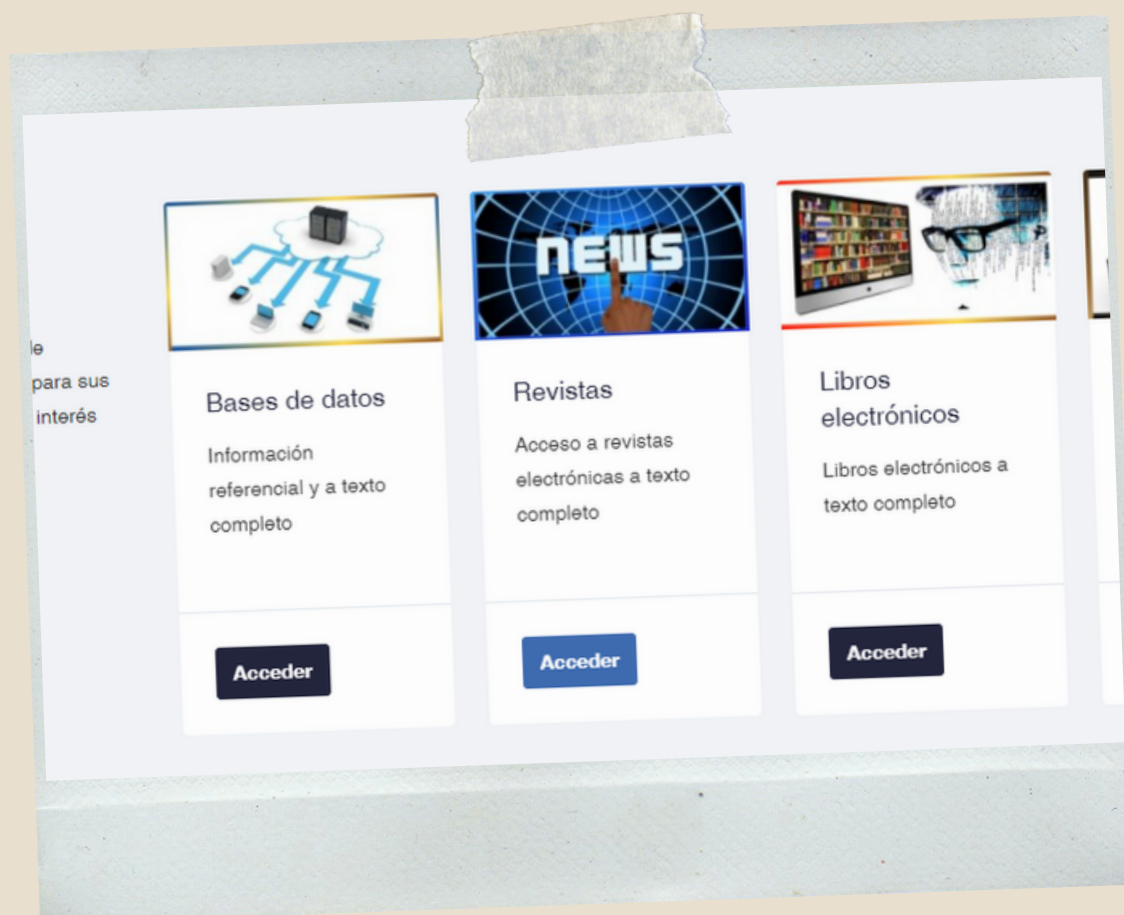 le
para sus
interés
NEWS
Bases de datos
Información
referencial y a texto
completo
Acceder
Revistas
Acceso a revistas
electrónicas a texto
completo
Acceder
Libros
electrónicos
Libros electrónicos a
texto completo
Acceder